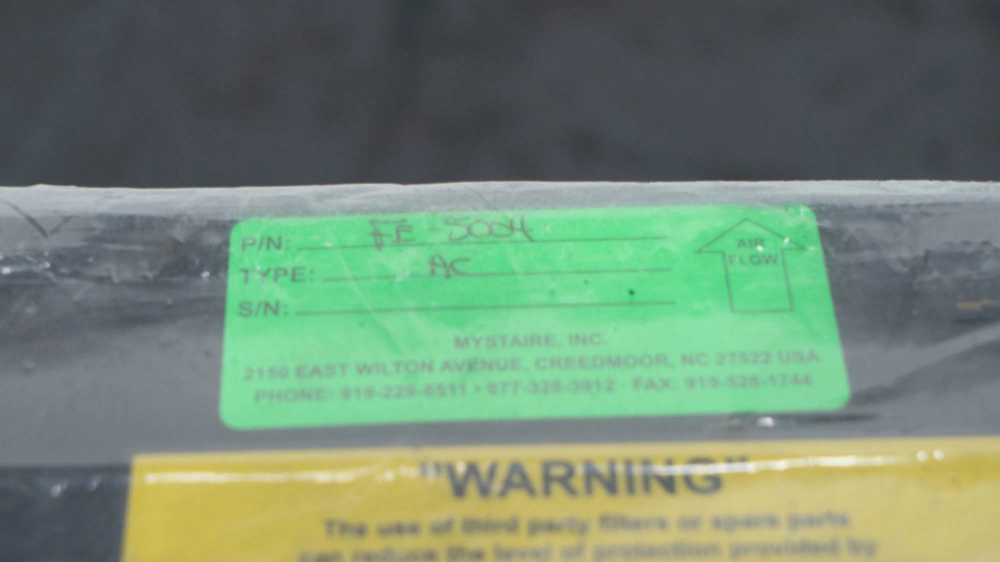 P/N: FE-5004
TYPE: AC
S/N:
AIR
FLOW
MYSTAIRE, INC.
2150 EAST WILTON AVENUE, CREEDMOOR, NC 27522 USA
PHONE: 919-229-8511 • 877-328-3912 FAX: 919-528-1744
"WARNING"
The use of third party filters or spare parts
can reduce the level of protection provided by